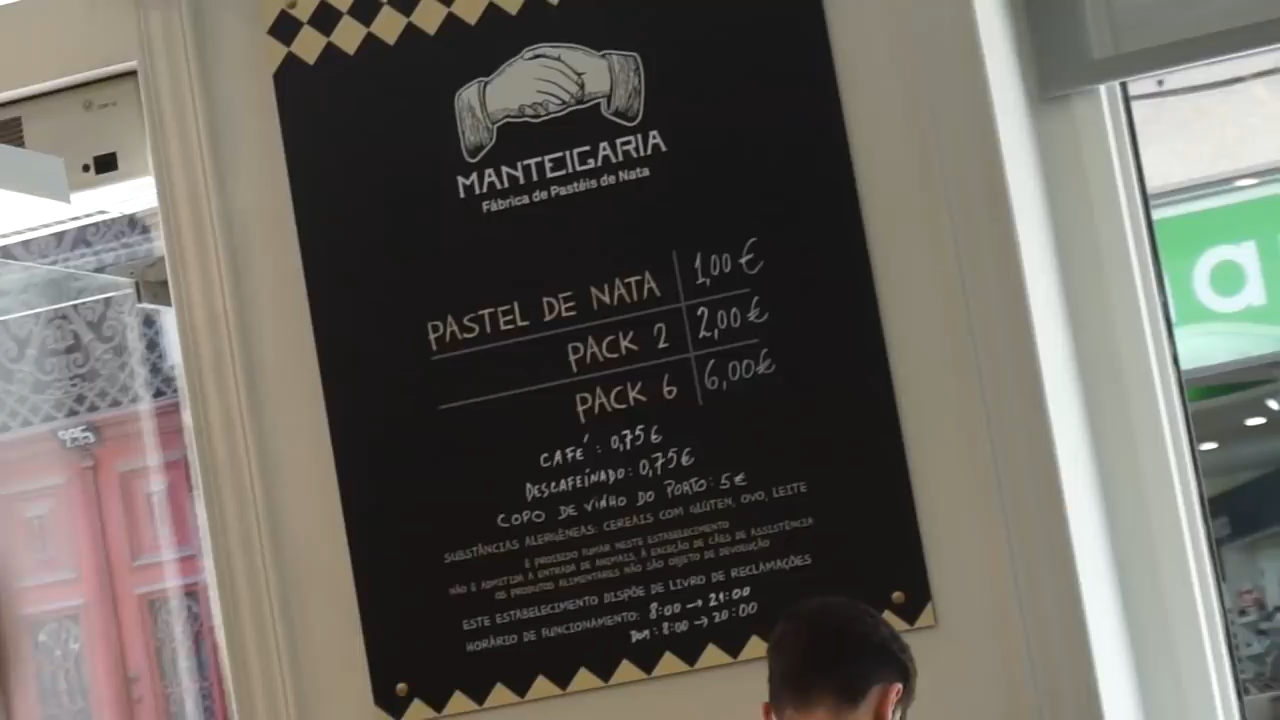 MANTEIGARIA
Fábrica de Pastéis de Nata
PASTEL DE NATA 1,00 €
PACK 2 2,00 €
PACK 6 6,00 €
CAFÉ: 0,75 €
DESCAFEINADO: 0,75 €
COPO DE VINHO DO PORTO: 5 €
SUBSTÂNCIAS ALERGÊNEAS: CEREAIS COM GLÚTEN, OVO, LEITE
É PROIBIDO FUMAR NESTE ESTABELECIMENTO
NÃO É ADMITIDA A ENTRADA DE ANIMAIS, À EXCEÇÃO DE CÃES DE ASSISTÊNCIA
OS PRODUTOS ALIMENTARES NÃO SÃO OBJETO DE DEVOLUÇÃO
ESTE ESTABELECIMENTO DISPÕE DE LIVRO DE RECLAMAÇÕES
HORÁRIO DE FUNCIONAMENTO: 8:00 → 21:00
DOM: 8:00 → 20:00
295
a